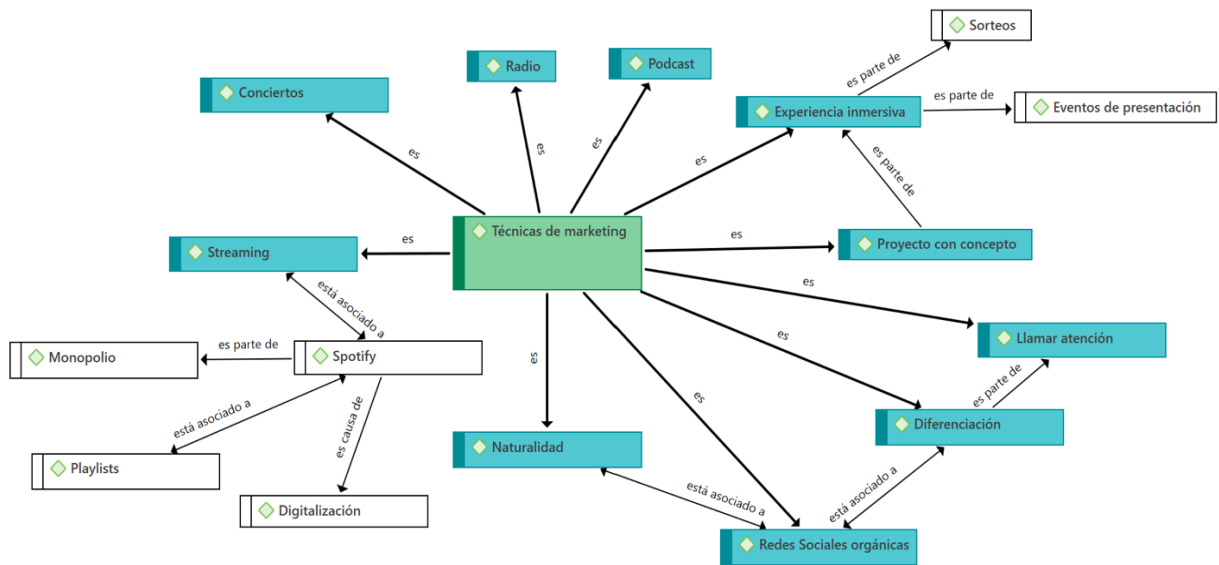 Sorteos
Radio
Podcast
Conciertos
es parte de
Experiencia inmersiva
es parte de
Eventos de presentación
es
es
es
es
es parte de
Técnicas de marketing
Streaming
es
es
Proyecto con concepto
está asociado a
es
Llamar atención
Monopolio
es parte de
Spotify
es
es
es parte de
está asociado a
es causa de
es
Diferenciación
Naturalidad
Playlists
está asociado a
está asociado a
Digitalización
Redes Sociales orgánicas